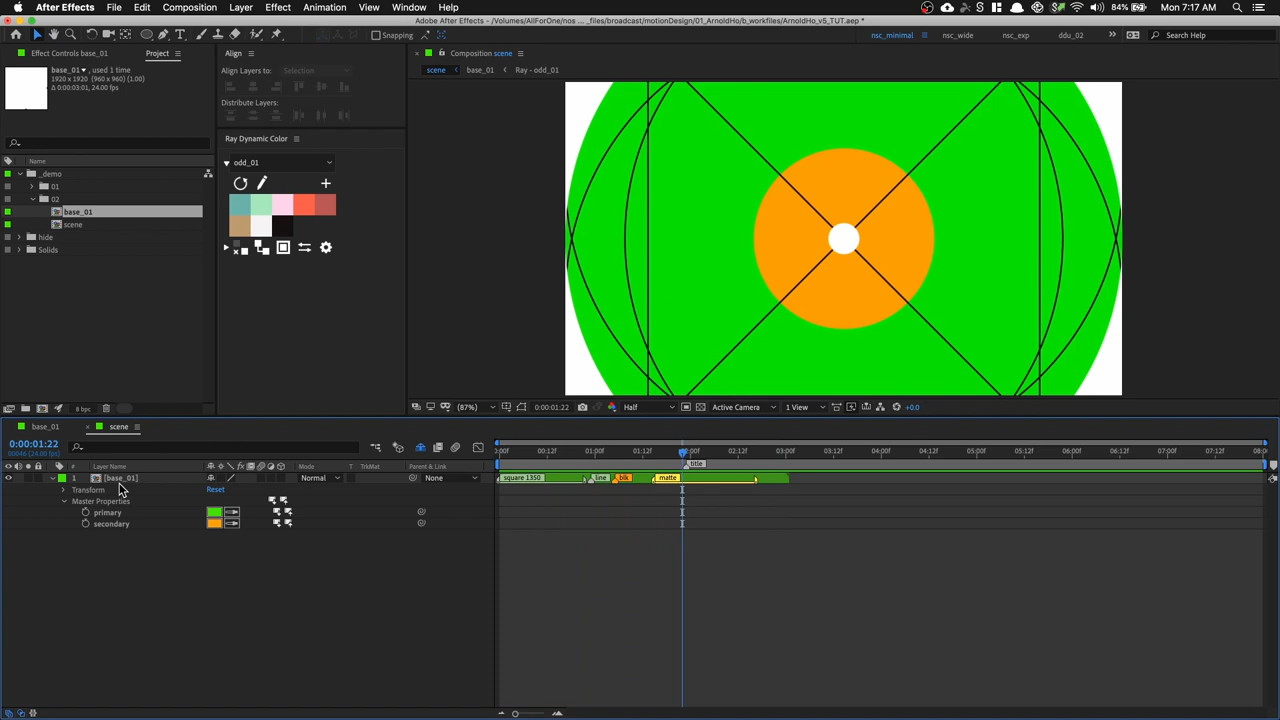 After Effects File Edit Composition Layer Effect Animation View Window Help 84% Mon 7:17 AM
Adobe After Effects - /Volumes/AllForOne/nos ... _files/broadcast/motionDesign/01_ArnoldHo/b_workfiles/ArnoldHo_v5_TUT.aep *
Snapping nsc_minimal nsc_wide nsc_exp ddu_02 Search Help
Effect Controls base_01 Project
Align
Composition scene
base_01 , used 1 time
1920 x 1920 (960 x 960) (1.00)
Δ 0:00:03:01, 24.00 fps
Align Layers to: Selection
scene base_01 Ray - odd_01
Distribute Layers:
Ray Dynamic Color
Name
odd_01
_demo
01
02
base_01
scene
hide
Solids
8 bpc
(87%) 0:00:01:22 Half Active Camera 1 View +0.0
base_01 scene
0:00:01:22
00046 (24.00 fps)
00:12f 01:00f 01:12f 02:12f 03:00f 03:12f 04:00f 04:12f 05:00f 05:12f 06:00f 06:12f 07:00f 07:12f 08:0
title
# Layer Name Mode T TrkMat Parent & Link
1 [base_01] Normal None square 1350 line blk matte
Transform Reset
Master Properties
primary
secondary